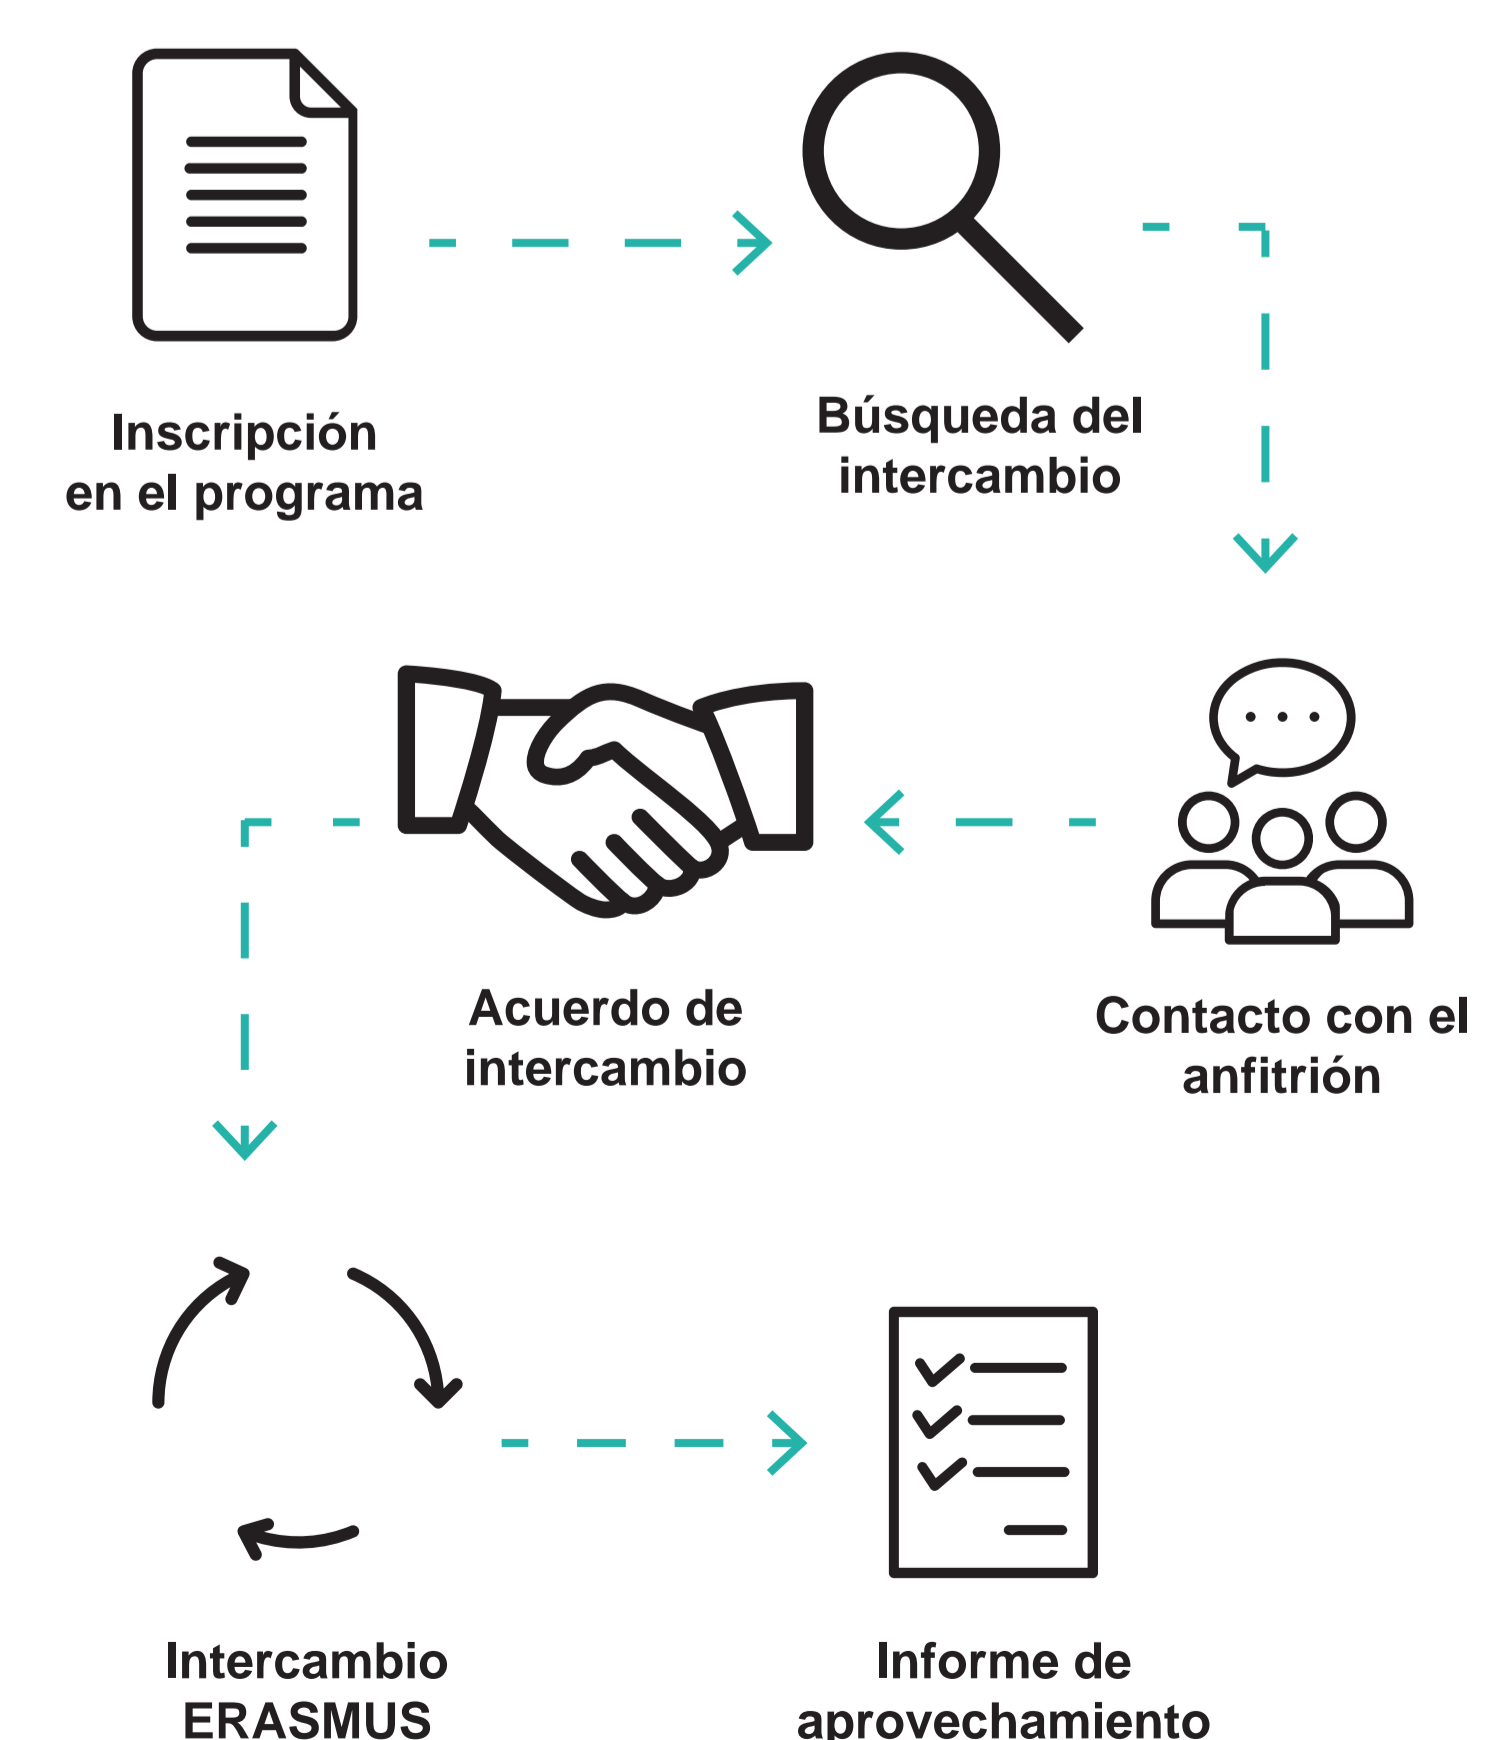 Inscripción
en el programa
Búsqueda del
intercambio
Contacto con el
anfitrión
Acuerdo de
intercambio
Intercambio
ERASMUS
Informe de
aprovechamiento